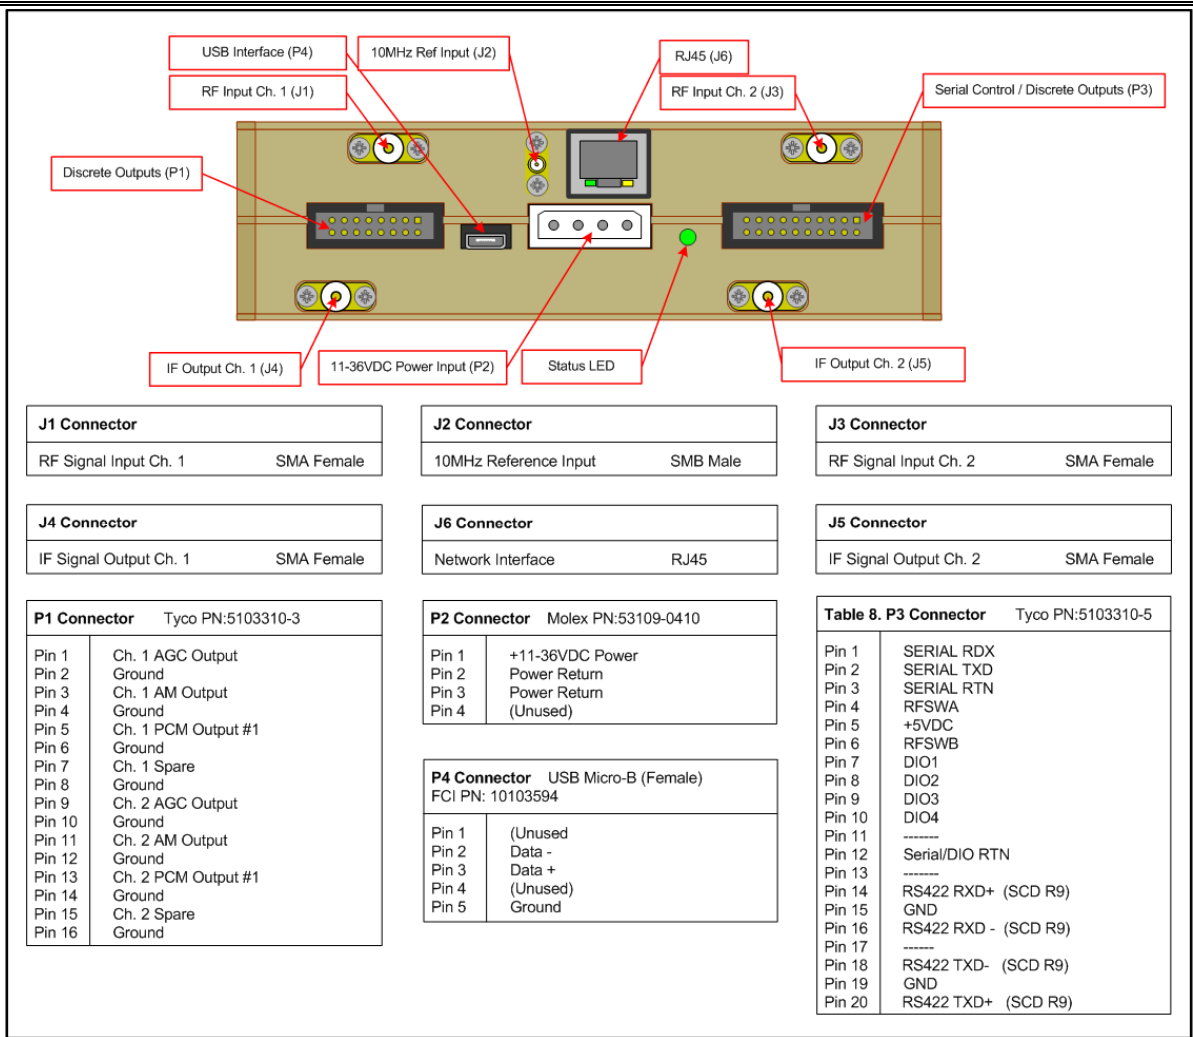 USB Interface (P4)
10MHz Ref Input (J2)
RJ45 (J6)
RF Input Ch. 1 (J1)
RF Input Ch. 2 (J3)
Serial Control / Discrete Outputs (P3)
Discrete Outputs (P1)
IF Output Ch. 1 (J4)
11-36VDC Power Input (P2)
Status LED
IF Output Ch. 2 (J5)
J1 Connector
RF Signal Input Ch. 1 SMA Female
J2 Connector
10MHz Reference Input SMB Male
J3 Connector
RF Signal Input Ch. 2 SMA Female
J4 Connector
IF Signal Output Ch. 1 SMA Female
J6 Connector
Network Interface RJ45
J5 Connector
IF Signal Output Ch. 2 SMA Female
P1 Connector Tyco PN:5103310-3
Pin 1 Ch. 1 AGC Output
Pin 2 Ground
Pin 3 Ch. 1 AM Output
Pin 4 Ground
Pin 5 Ch. 1 PCM Output #1
Pin 6 Ground
Pin 7 Ch. 1 Spare
Pin 8 Ground
Pin 9 Ch. 2 AGC Output
Pin 10 Ground
Pin 11 Ch. 2 AM Output
Pin 12 Ground
Pin 13 Ch. 2 PCM Output #1
Pin 14 Ground
Pin 15 Ch. 2 Spare
Pin 16 Ground
P2 Connector Molex PN:53109-0410
Pin 1 +11-36VDC Power
Pin 2 Power Return
Pin 3 Power Return
Pin 4 (Unused)
P4 Connector USB Micro-B (Female)
FCI PN: 10103594
Pin 1 (Unused
Pin 2 Data -
Pin 3 Data +
Pin 4 (Unused)
Pin 5 Ground
Table 8. P3 Connector Tyco PN:5103310-5
Pin 1 SERIAL RDX
Pin 2 SERIAL TXD
Pin 3 SERIAL RTN
Pin 4 RFSWA
Pin 5 +5VDC
Pin 6 RFSWB
Pin 7 DIO1
Pin 8 DIO2
Pin 9 DIO3
Pin 10 DIO4
Pin 11 -------
Pin 12 Serial/DIO RTN
Pin 13 -------
Pin 14 RS422 RXD+ (SCD R9)
Pin 15 GND
Pin 16 RS422 RXD - (SCD R9)
Pin 17 ------
Pin 18 RS422 TXD- (SCD R9)
Pin 19 GND
Pin 20 RS422 TXD+ (SCD R9)